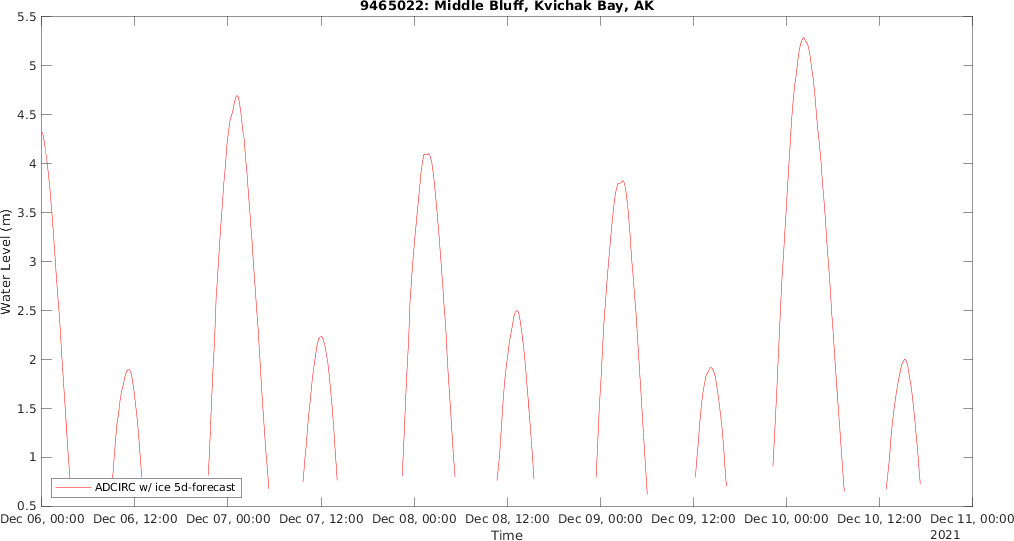 9465022: Middle Bluff, Kvichak Bay, AK
5.5
5
4.5
4
3.5
3
2.5
2
1.5
1
0.5
Water Level (m)
ADCIRC w/ ice 5d-forecast
Dec 06, 00:00 Dec 06, 12:00 Dec 07, 00:00 Dec 07, 12:00 Dec 08, 00:00 Dec 08, 12:00 Dec 09, 00:00 Dec 09, 12:00 Dec 10, 00:00 Dec 10, 12:00 Dec 11, 00:00
Time
2021